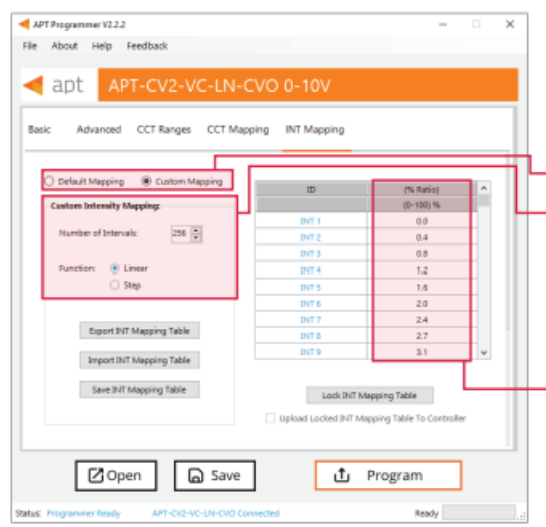 APT Programmer V2.2.2
File About Help Feedback
apt APT-CV2-VC-LN-CVO 0-10V
Basic Advanced CCT Ranges CCT Mapping INT Mapping
Default Mapping Custom Mapping
Custom Intensity Mapping:
Number of Intervals: 256
Function: Linear
Step
Export INT Mapping Table
Import INT Mapping Table
Save INT Mapping Table
ID (% Ratio)
(0-100) %
INT 1 0.0
INT 2 0.4
INT 3 0.8
INT 4 1.2
INT 5 1.6
INT 6 2.0
INT 7 2.4
INT 8 2.7
INT 9 3.1
Lock INT Mapping Table
Upload Locked INT Mapping Table To Controller
Open Save Program
Status: Programmer Ready APT-CV2-VC-LN-CVO Connected Ready